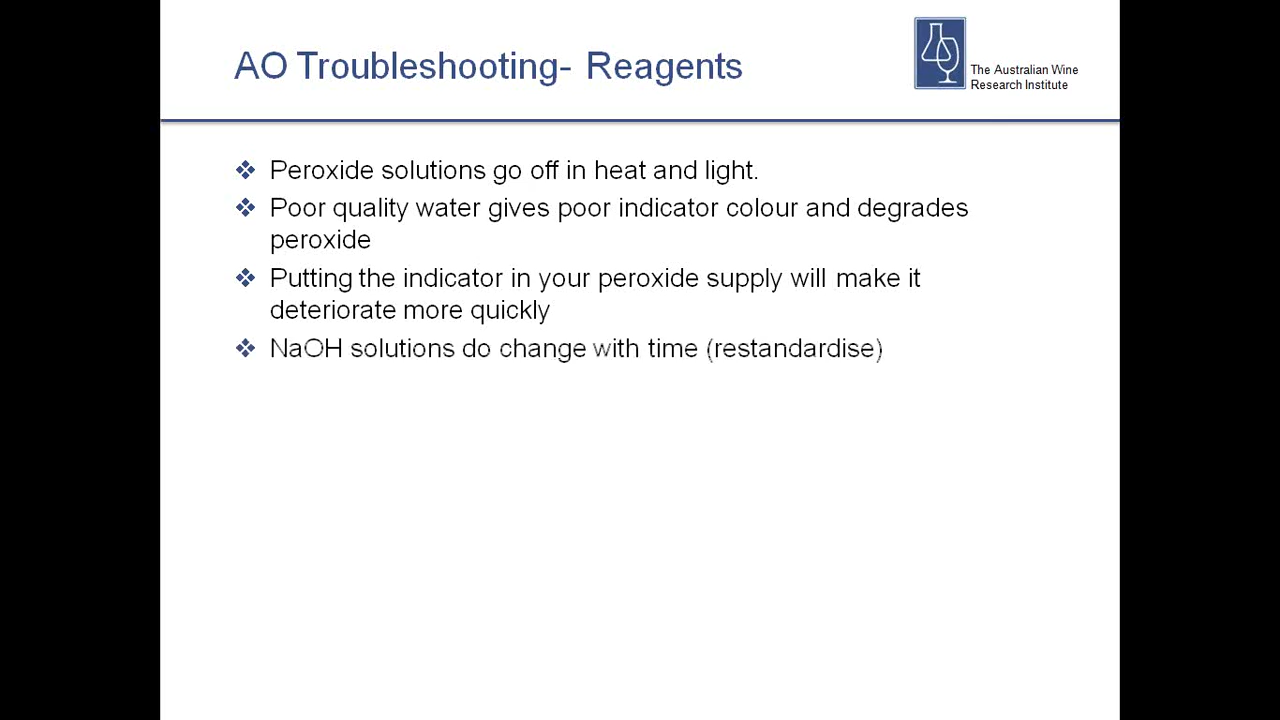 AO Troubleshooting- Reagents
The Australian Wine
Research Institute
Peroxide solutions go off in heat and light.
Poor quality water gives poor indicator colour and degrades
peroxide
Putting the indicator in your peroxide supply will make it
deteriorate more quickly
NaOH solutions do change with time (restandardise)